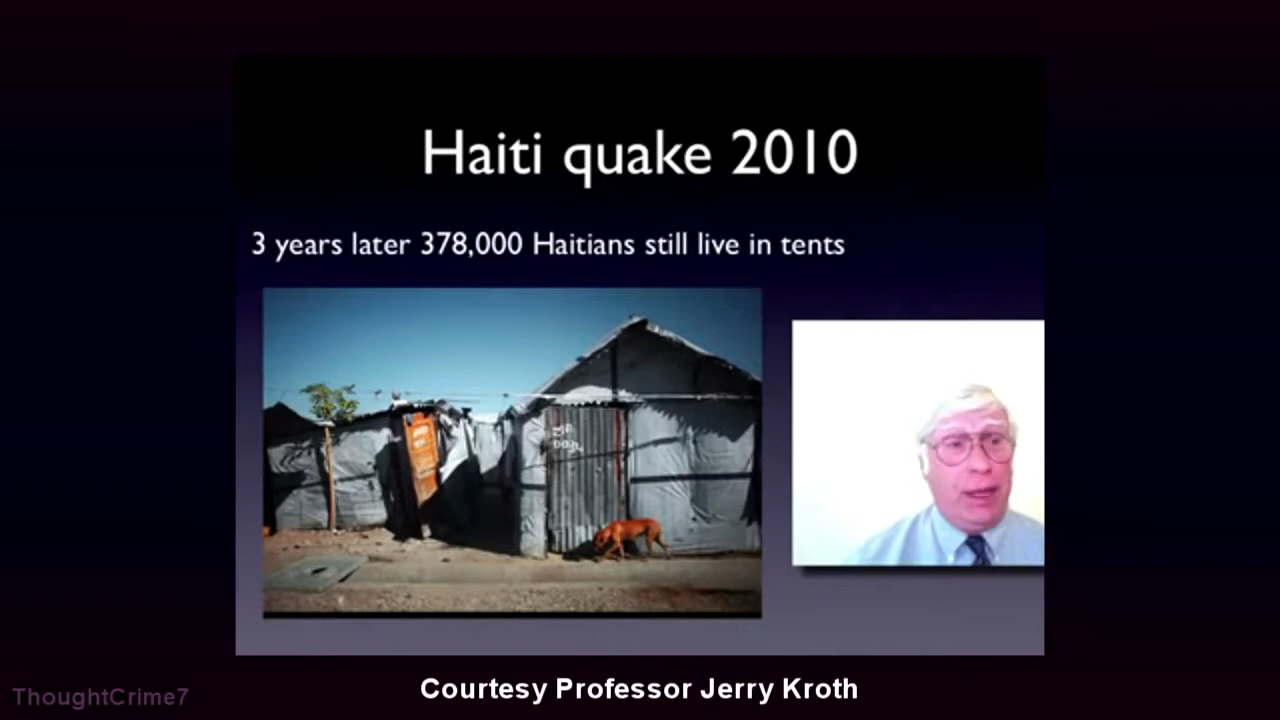 Haiti quake 2010
3 years later 378,000 Haitians still live in tents
Courtesy Professor Jerry Kroth
ThoughtCrime7